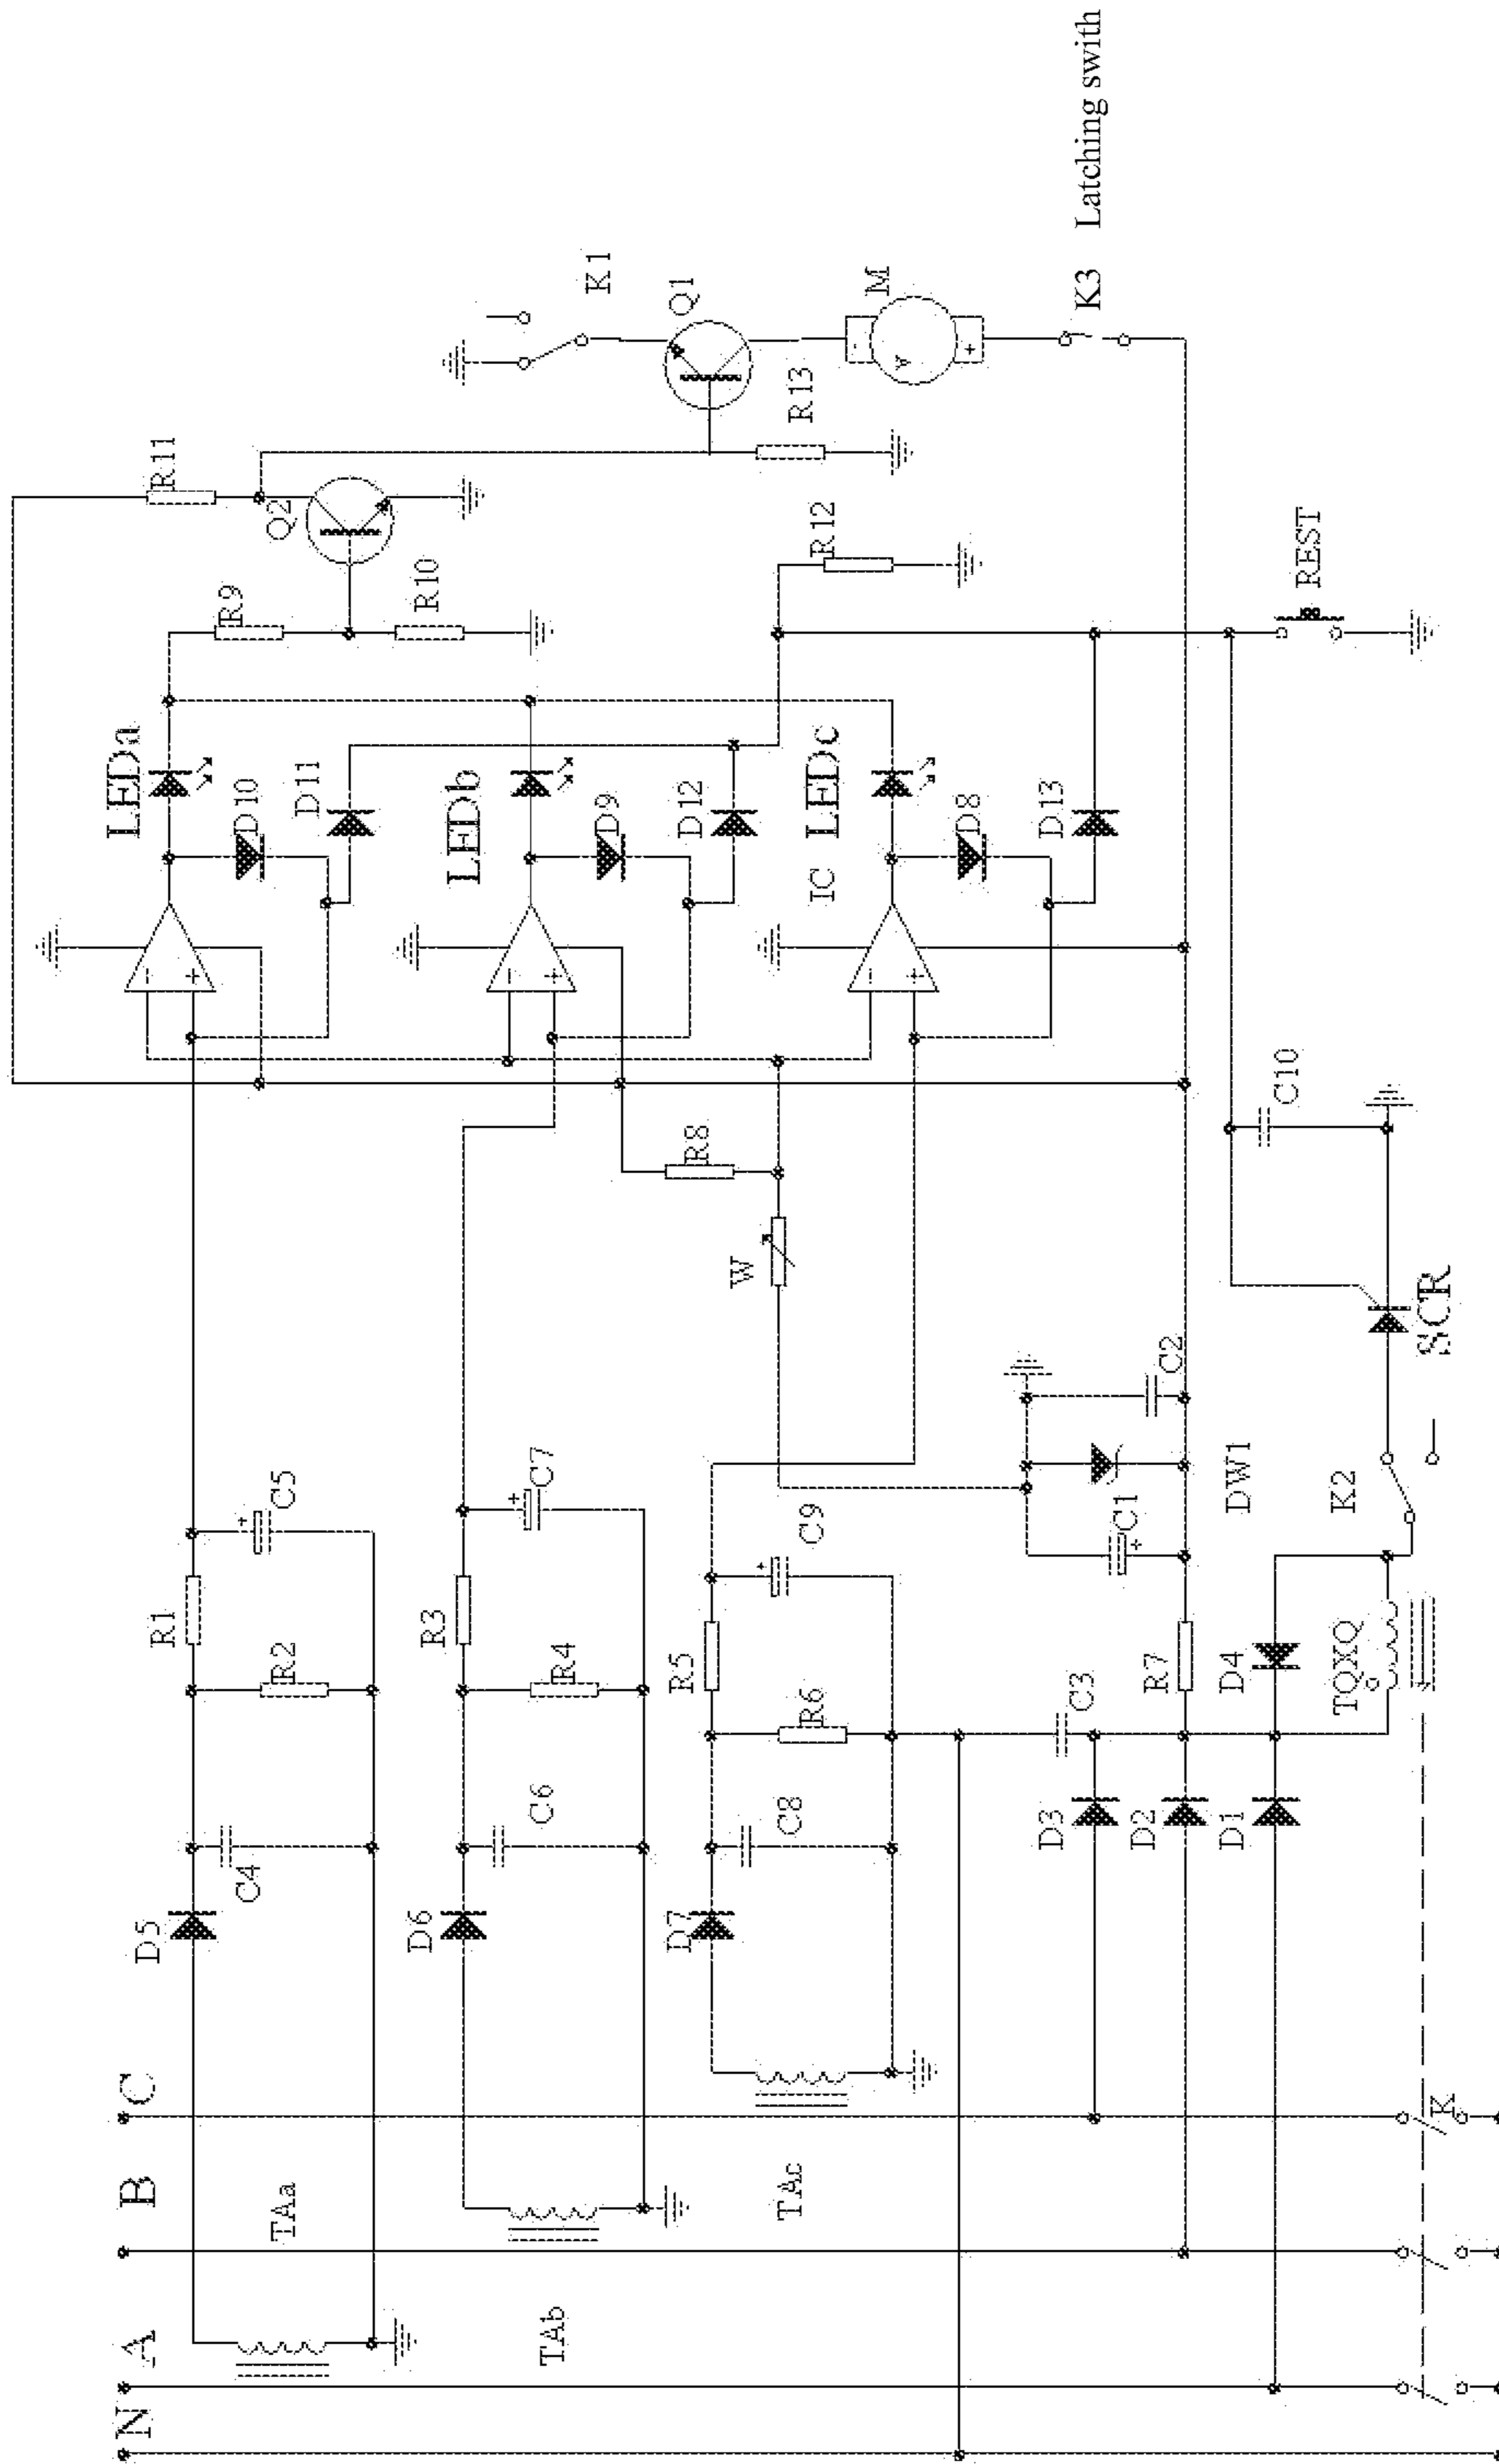 N
A
B
C
TAa
TAb
TAc
D5
C4
R1
R2
C5
+
D6
C6
R3
R4
C7
+
D7
C8
R5
R6
C9
+
D3
D2
D1
C3
R7
D4
TQXQ
K
K2
C1
+
DW1
C2
SCR
W
R8
C10
-
+
-
+
IC
-
+
LEDa
D10
D11
LEDb
D9
D12
LEDc
D8
D13
R9
R10
Q2
R11
R12
R13
REST
K1
Q1
M
-
+
K3 Latching swith